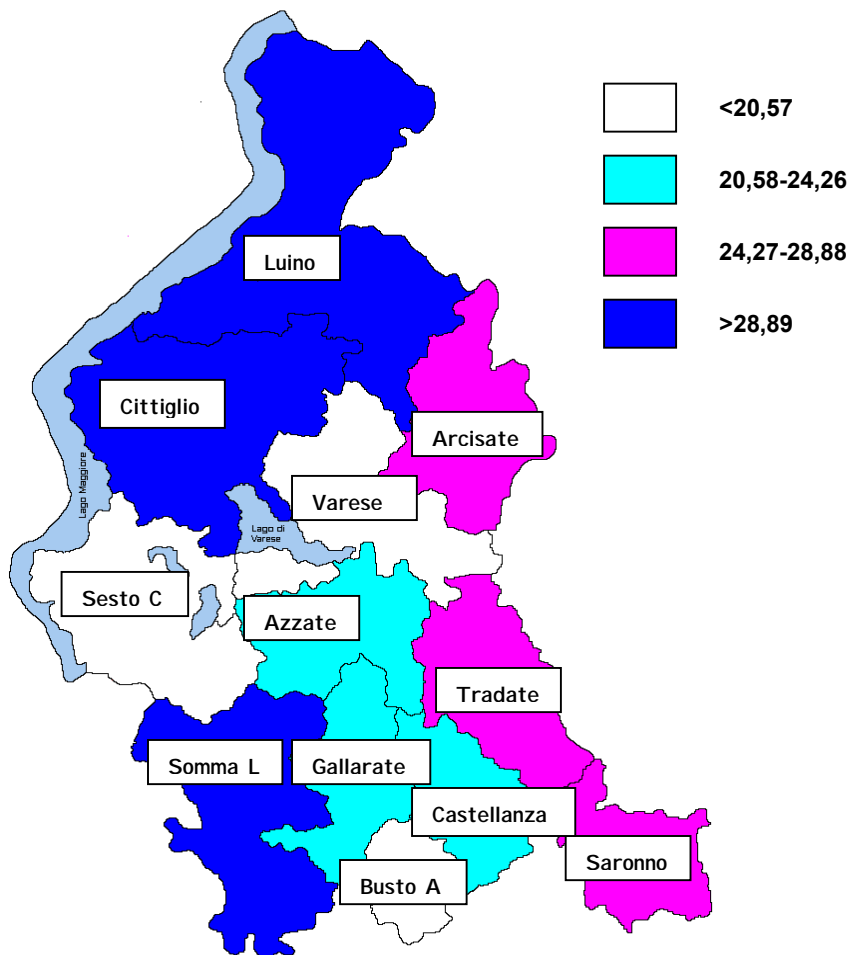 <20,57
20,58-24,26
24,27-28,88
>28,89
Luino
Cittiglio
Arcisate
Lago Maggiore
Varese
Lago di
Varese
Sesto C
Azzate
Tradate
Somma L
Gallarate
Castellanza
Saronno
Busto A